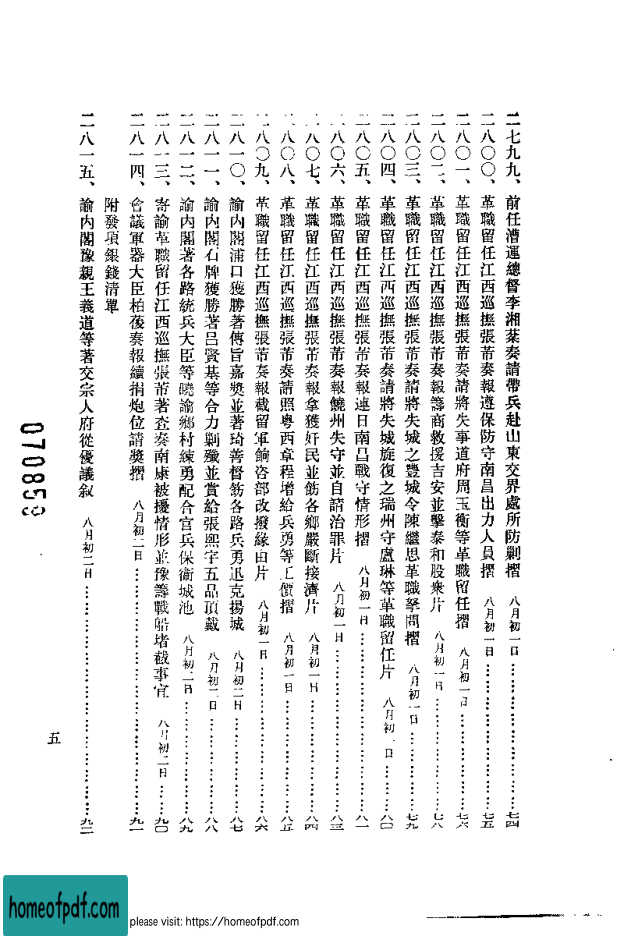 二七九九、前任漕運總督李湘棻奏請帶兵赴山東交界處所防剿摺 八月初一日……七四
二八〇〇、革職留任江西巡撫張芾奏報遵保防守南昌出力人員摺 八月初一日……七五
二八〇一、革職留任江西巡撫張芾奏請將失事道府周玉衡等革職留任摺 八月初一日……七六
二八〇二、革職留任江西巡撫張芾奏報籌商救援吉安並擊泰和股衆片 八月初一日……七八
二八〇三、革職留任江西巡撫張芾奏請將失城之豐城令陳繼思革職拏問摺 八月初一日……七九
二八〇四、革職留任江西巡撫張芾奏請將失城旋復之瑞州守盧琳等革職留任片 八月初一日……八〇
二八〇五、革職留任江西巡撫張芾奏報連日南昌戰守情形摺 八月初一日……八一
二八〇六、革職留任江西巡撫張芾奏報饒州失守並自請治罪片 八月初一日……八三
二八〇七、革職留任江西巡撫張芾奏報拿獲奸民並飭各鄉嚴斷接濟片 八月初一日……八四
二八〇八、革職留任江西巡撫張芾奏請照粵西章程增給兵勇等工價摺 八月初一日……八五
二八〇九、革職留任江西巡撫張芾奏報截留軍餉咨部改撥緣由片 八月初一日……八六
二八一〇、諭內閣浦口獲勝著傳旨嘉獎並著琦善督飭各路兵勇迅克揚城 八月初二日……八七
二八一一、諭內閣石牌獲勝著呂賢基等合力剿殲並賞給張熙宇五品頂戴 八月初二日……八八
二八一二、諭內閣著各路統兵大臣等曉諭鄉村練勇配合官兵保衞城池 八月初二日……八九
二八一三、寄諭革職留任江西巡撫張芾著查奏南康被擾情形並豫籌戰船堵截事宜 八月初二日……九〇
二八一四、會議軍器大臣柏葰奏報續捐炮位請獎摺 八月初二日……九一
附發項銀錢清單
二八一五、諭內閣豫親王義道等著交宗人府從優議敘 八月初二日……九二
五
070853
homeofpdf.com
please visit: https://homeofpdf.com